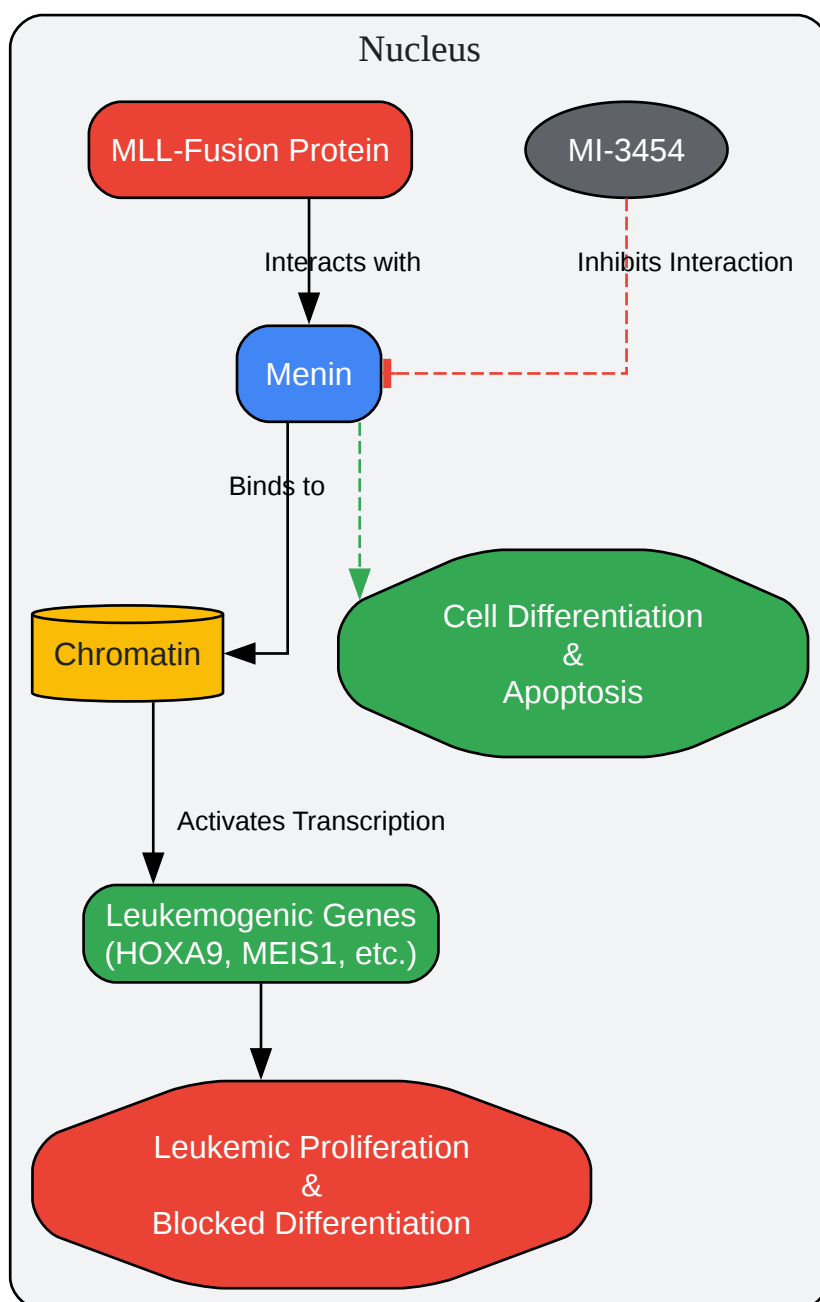 Nucleus
MLL-Fusion Protein
MI-3454
Interacts with
Inhibits Interaction
Menin
Binds to
Cell Differentiation
&
Apoptosis
Chromatin
Activates Transcription
Leukemogenic Genes
(HOXA9, MEIS1, etc.)
Leukemic Proliferation
&
Blocked Differentiation